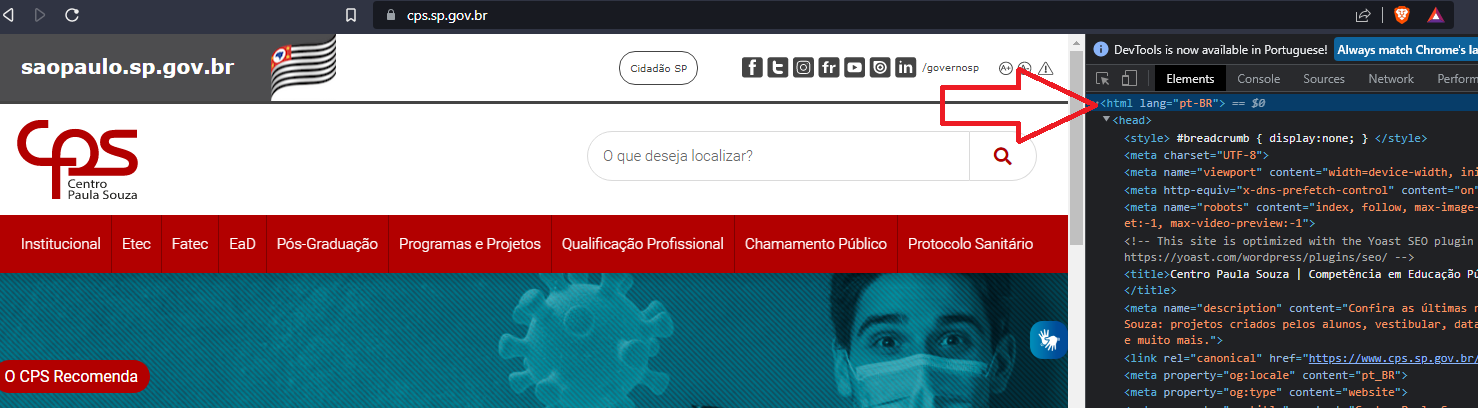 cps.sp.gov.br
saopaulo.sp.gov.br
Cidadão SP
/governosp
A+
A-
cps
Centro
Paula Souza
O que deseja localizar?
Institucional Etec Fatec EaD Pós-Graduação Programas e Projetos Qualificação Profissional Chamamento Público Protocolo Sanitário
O CPS Recomenda
DevTools is now available in Portuguese! Always match Chrome's la
Elements Console Sources Network Perform
<html lang="pt-BR"> == $0
<head>
<style> #breadcrumb { display:none; } </style>
<meta charset="UTF-8">
<meta name="viewport" content="width=device-width, ini
<meta http-equiv="x-dns-prefetch-control" content="on"
<meta name="robots" content="index, follow, max-image-
et:-1, max-video-preview:-1">
<!-- This site is optimized with the Yoast SEO plugin
https://yoast.com/wordpress/plugins/seo/ -->
<title>Centro Paula Souza | Competência em Educação Pú
</title>
<meta name="description" content="Confira as últimas n
Souza: projetos criados pelos alunos, vestibular, data
e muito mais.">
<link rel="canonical" href="https://www.cps.sp.gov.br/
<meta property="og:locale" content="pt_BR">
<meta property="og:type" content="website">